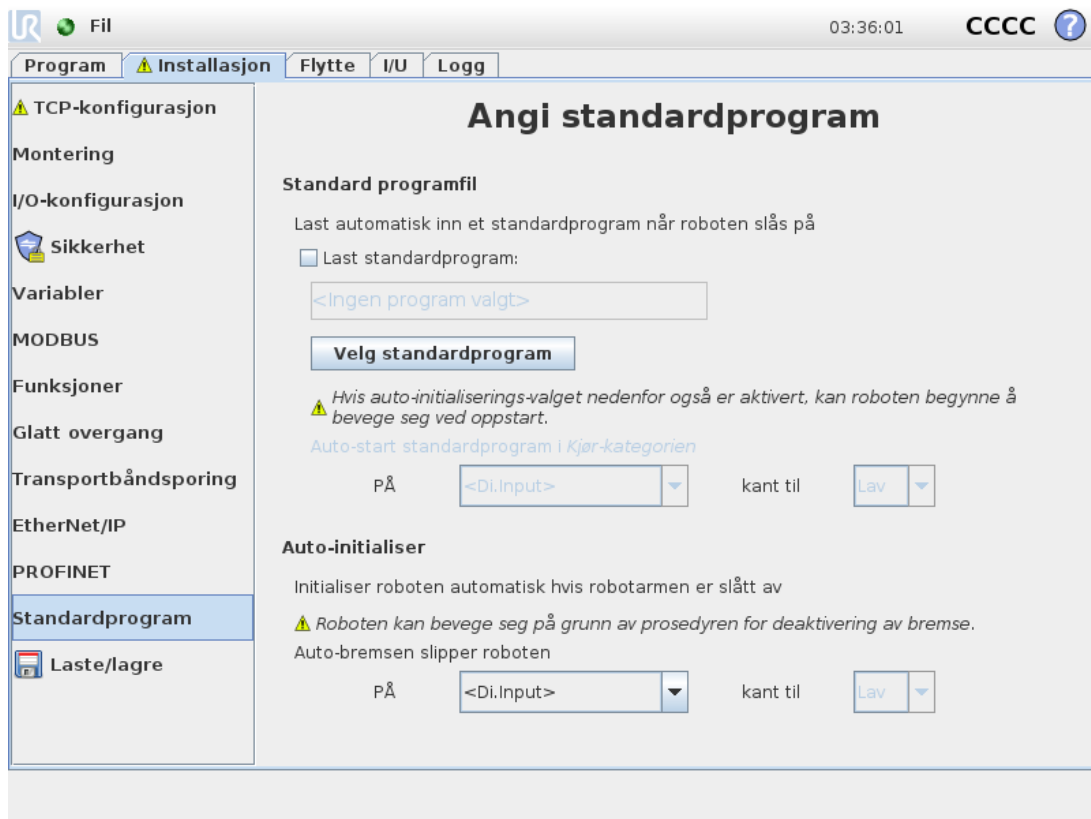 UR Fil 03:36:01 CCCC ?
Program Installasjon Flytte I/U Logg
TCP-konfigurasjon
Montering
I/O-konfigurasjon
Sikkerhet
Variabler
MODBUS
Funksjoner
Glatt overgang
Transportbåndsporing
EtherNet/IP
PROFINET
Standardprogram
Laste/lagre
Angi standardprogram
Standard programfil
Last automatisk inn et standardprogram når roboten slås på
Last standardprogram:
<Ingen program valgt>
Velg standardprogram
Hvis auto-initialiserings-valget nedenfor også er aktivert, kan roboten begynne å
bevege seg ved oppstart.
Auto-start standardprogram i Kjør-kategorien
PÅ <Di.Input> kant til Lav
Auto-initialiser
Initialiser roboten automatisk hvis robotarmen er slått av
Roboten kan bevege seg på grunn av prosedyren for deaktivering av bremse.
Auto-bremsen slipper roboten
PÅ <Di.Input> kant til Lav